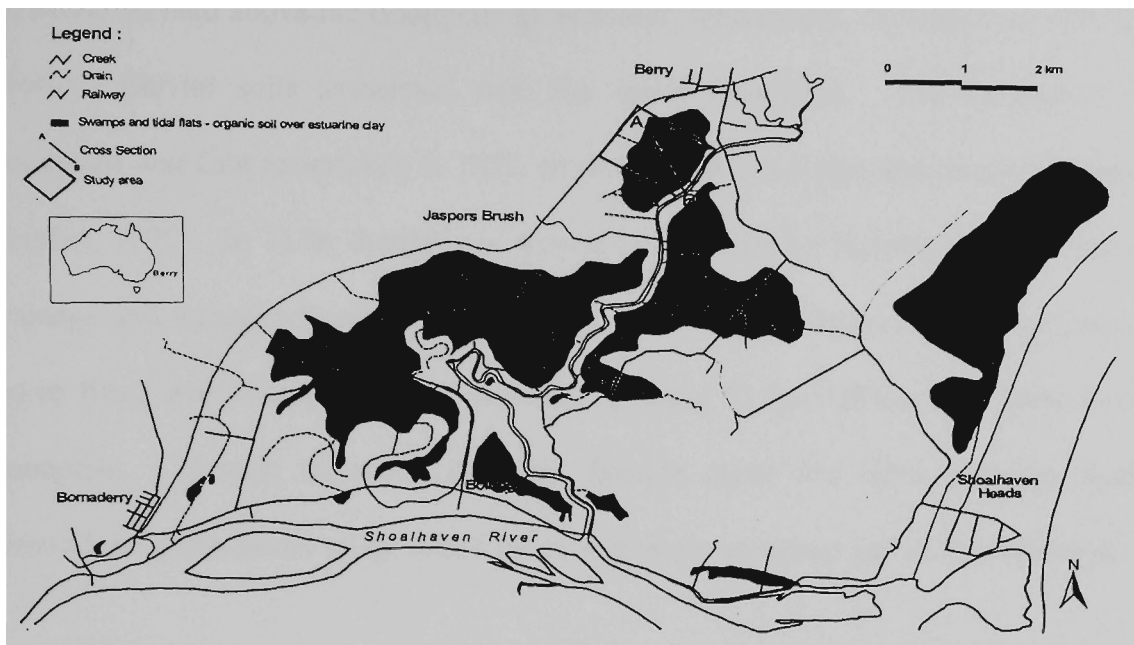 Legend :
Creek
Drain
Railway
Swamps and tidal flats - organic soil over estuarine clay
A
Cross Section
B
Study area
0 1 2 km
Berry
A
Jaspers Brush
Berry
Bomaderry
Shoalhaven
Heads
Shoalhaven River
N